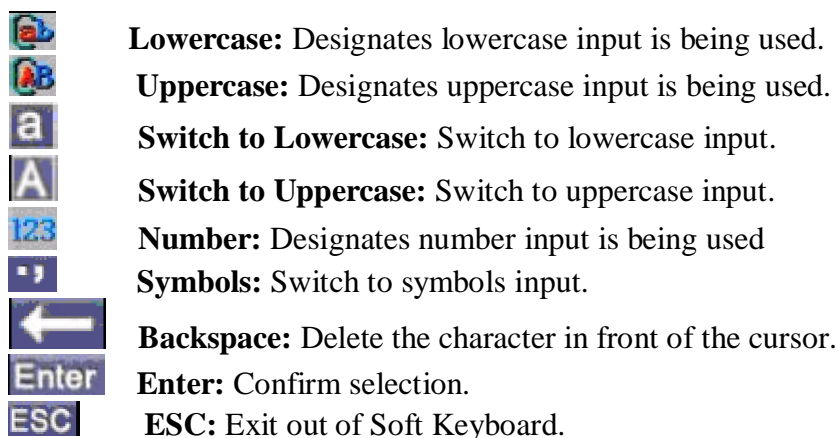 ab Lowercase: Designates lowercase input is being used.
AB Uppercase: Designates uppercase input is being used.
a Switch to Lowercase: Switch to lowercase input.
A Switch to Uppercase: Switch to uppercase input.
123 Number: Designates number input is being used
., Symbols: Switch to symbols input.
Backspace: Delete the character in front of the cursor.
Enter Enter: Confirm selection.
ESC ESC: Exit out of Soft Keyboard.